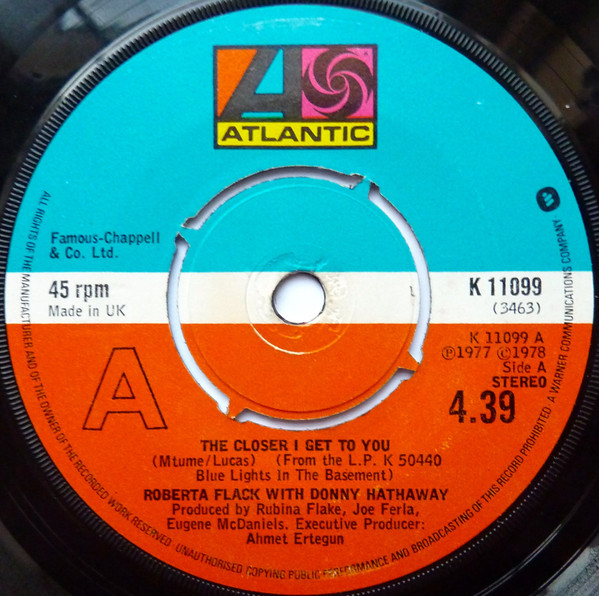 ATLANTIC
Famous-Chappell
& Co. Ltd.
45 rpm
Made in UK
K 11099
(3463)
K 11099 A
℗1977 ©1978
Side A
STEREO
4.39
A
THE CLOSER I GET TO YOU
(Mtume/Lucas) (From the L.P. K 50440
Blue Lights In The Basement)
ROBERTA FLACK WITH DONNY HATHAWAY
Produced by Rubina Flake, Joe Ferla,
Eugene McDaniels. Executive Producer:
Ahmet Ertegun
ALL RIGHTS OF THE MANUFACTURER AND OF THE OWNER OF THE RECORDED WORK RESERVED. UNAUTHORISED COPYING PUBLIC PERFORMANCE AND BROADCASTING OF THIS RECORD PROHIBITED. A WARNER COMMUNICATIONS COMPANY